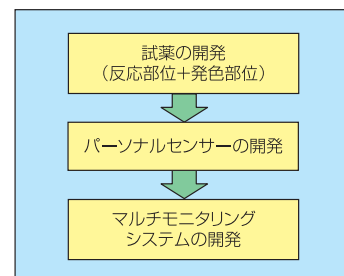 試薬の開発
（反応部位＋発色部位）
パーソナルセンサーの開発
マルチモニタリング
システムの開発